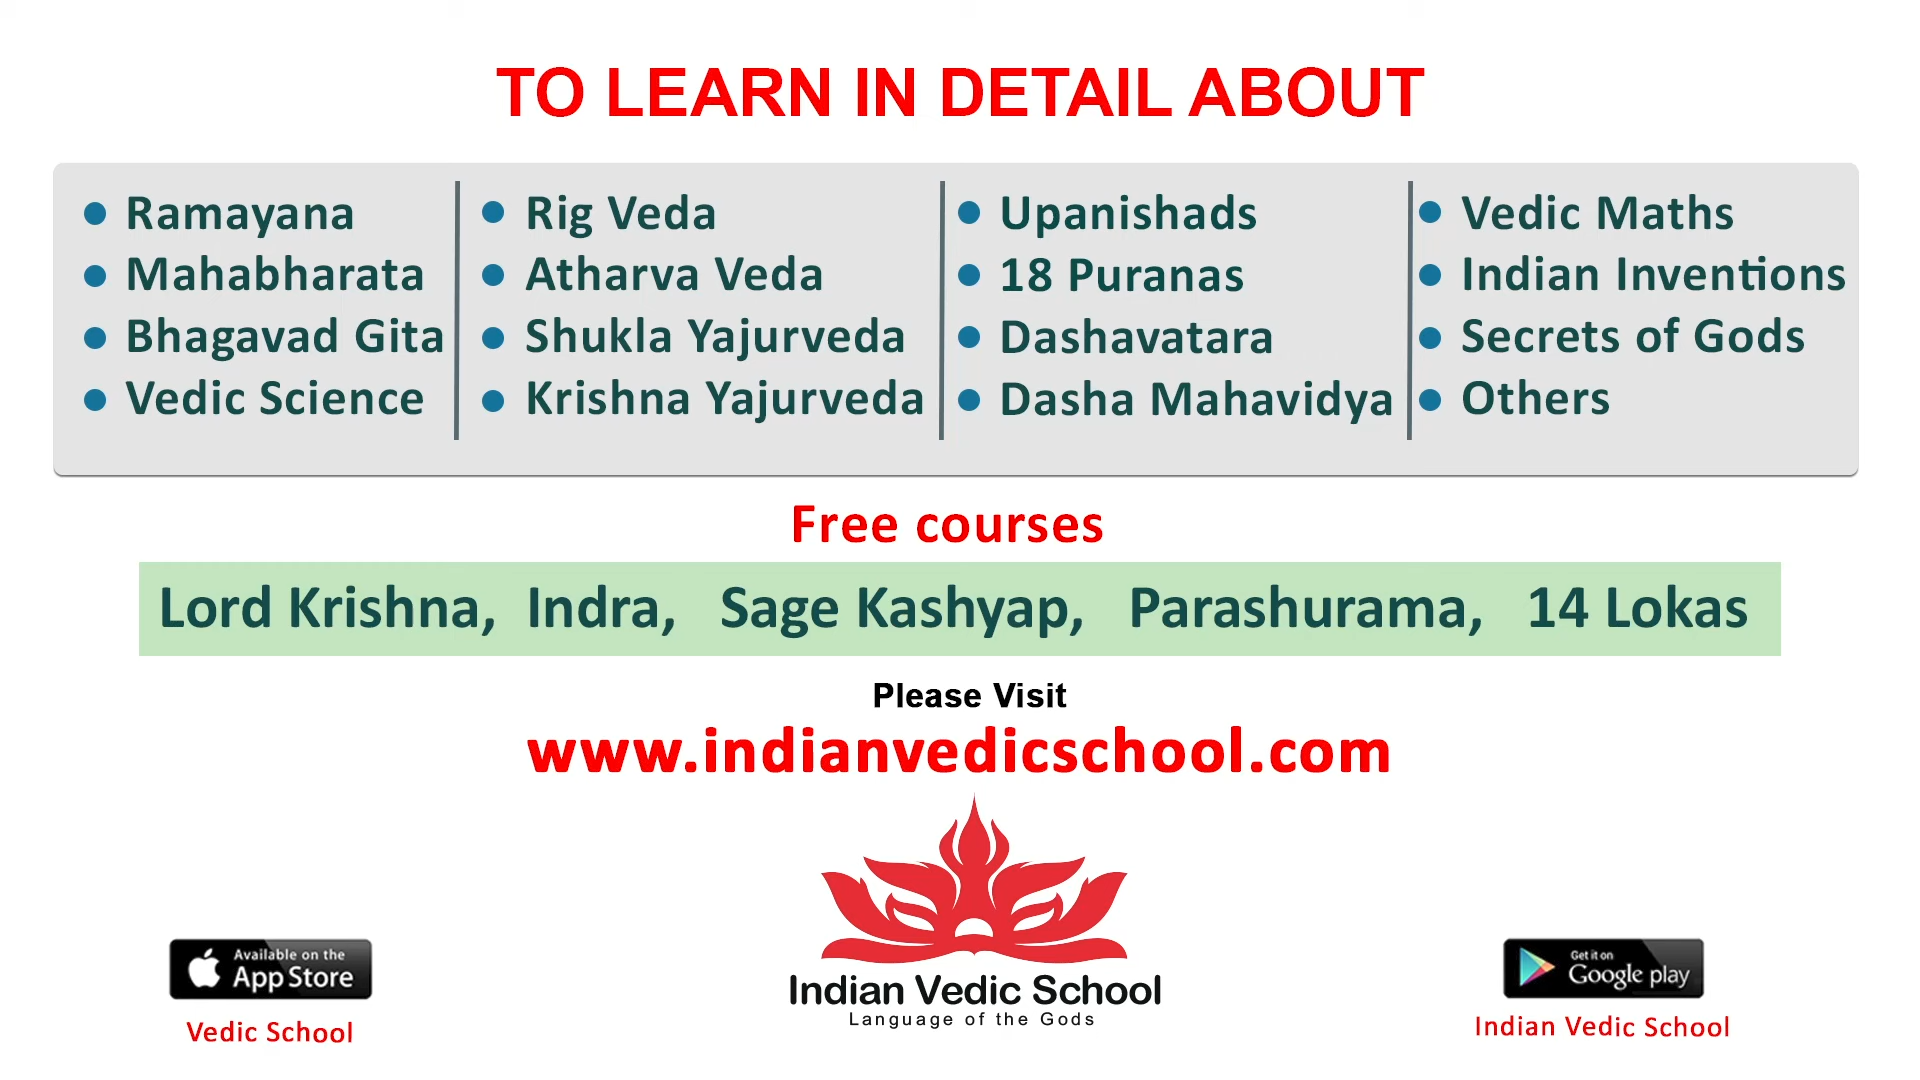 TO LEARN IN DETAIL ABOUT
Ramayana
Mahabharata
Bhagavad Gita
Vedic Science
Rig Veda
Atharva Veda
Shukla Yajurveda
Krishna Yajurveda
Upanishads
18 Puranas
Dashavatara
Dasha Mahavidya
Vedic Maths
Indian Inventions
Secrets of Gods
Others
Free courses
Lord Krishna, Indra, Sage Kashyap, Parashurama, 14 Lokas
Please Visit
www.indianvedicschool.com
Indian Vedic School
Language of the Gods
Available on the
App Store
Vedic School
Get it on
Google play
Indian Vedic School